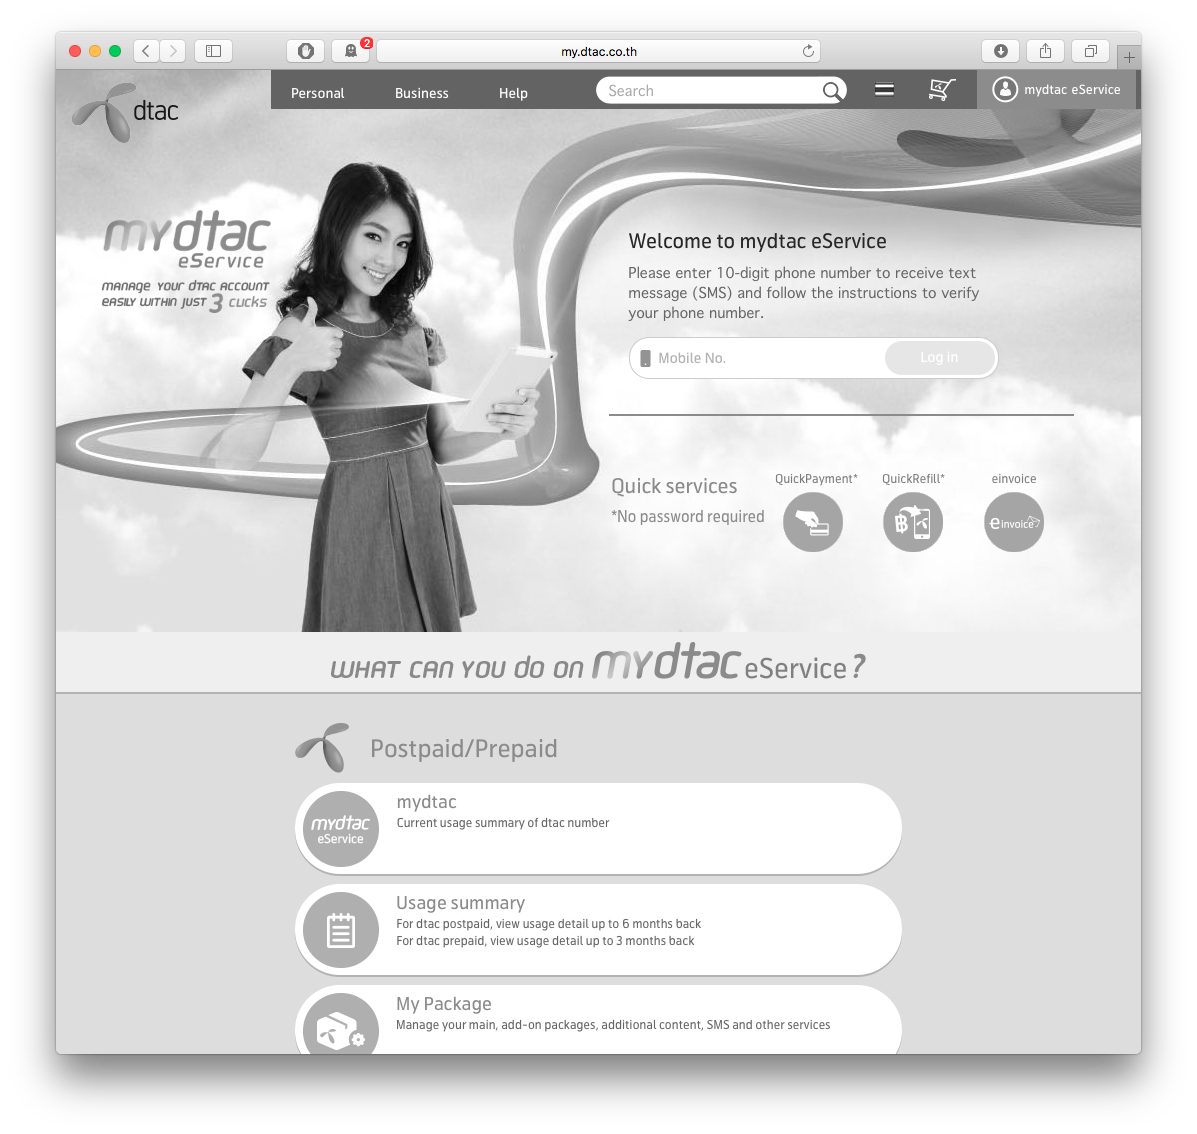 2
my.dtac.co.th
dtac
Personal
Business
Help
Search
mydtac eService
mydtac
eService
manage your dtac account
easily within just 3 clicks
Welcome to mydtac eService
Please enter 10-digit phone number to receive text
message (SMS) and follow the instructions to verify
your phone number.
Mobile No.
Log in
Quick services
*No password required
QuickPayment*
QuickRefill*
einvoice
B
einvoice
what can you do on mydtac eService?
Postpaid/Prepaid
mydtac
eService
mydtac
Current usage summary of dtac number
Usage summary
For dtac postpaid, view usage detail up to 6 months back
For dtac prepaid, view usage detail up to 3 months back
My Package
Manage your main, add-on packages, additional content, SMS and other services